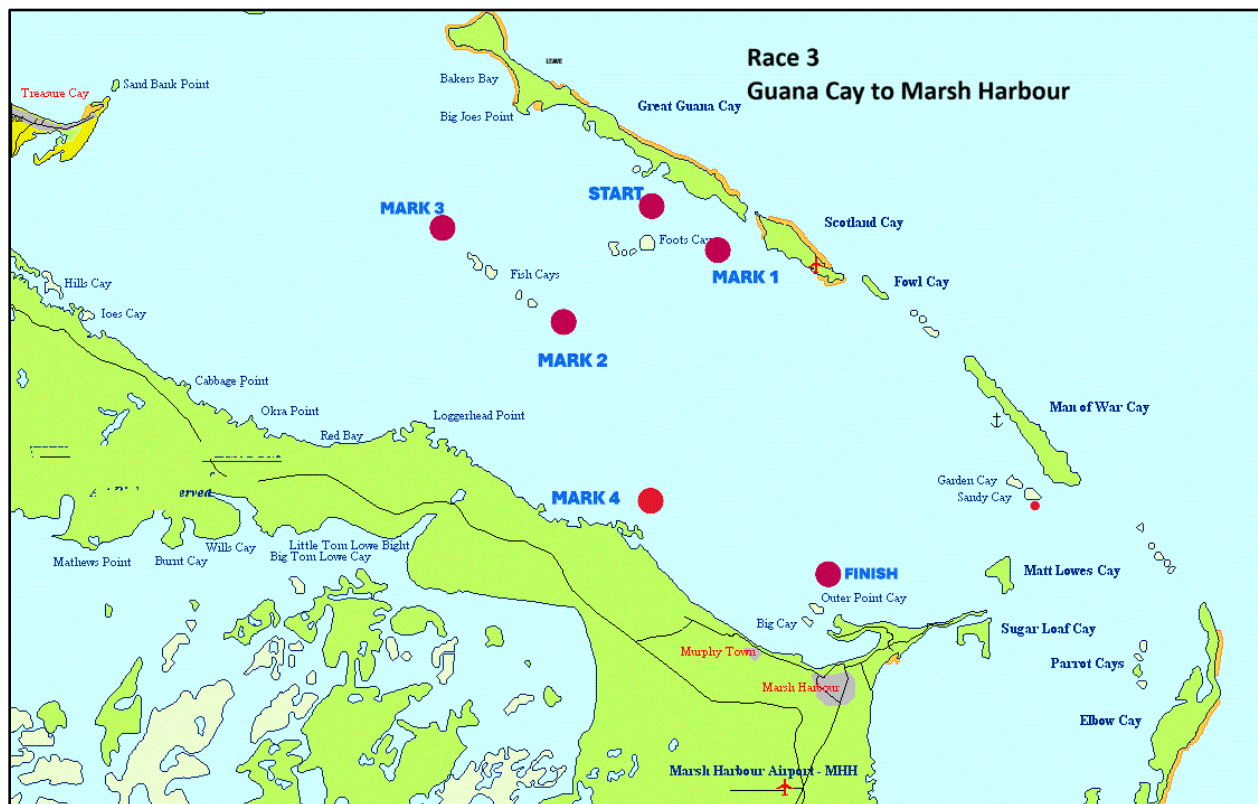 Race 3
Guana Cay to Marsh Harbour
LEAVE
Bakers Bay
Sand Bank Point
Treasure Cay
Great Guana Cay
Big Joes Point
START
MARK 3
Scotland Cay
Foots Cay
MARK 1
Fish Cays
Fowl Cay
Hills Cay
Joes Cay
MARK 2
Cabbage Point
Man of War Cay
Okra Point
Loggerhead Point
Red Bay
Garden Cay
Sandy Cay
MARK 4
Wills Cay
Little Tom Lowe Bight
Big Tom Lowe Cay
Mathews Point
Burnt Cay
FINISH
Matt Lowes Cay
Outer Point Cay
Big Cay
Sugar Loaf Cay
Murphy Town
Parrot Cays
Marsh Harbour
Elbow Cay
Marsh Harbour Airport - MHH